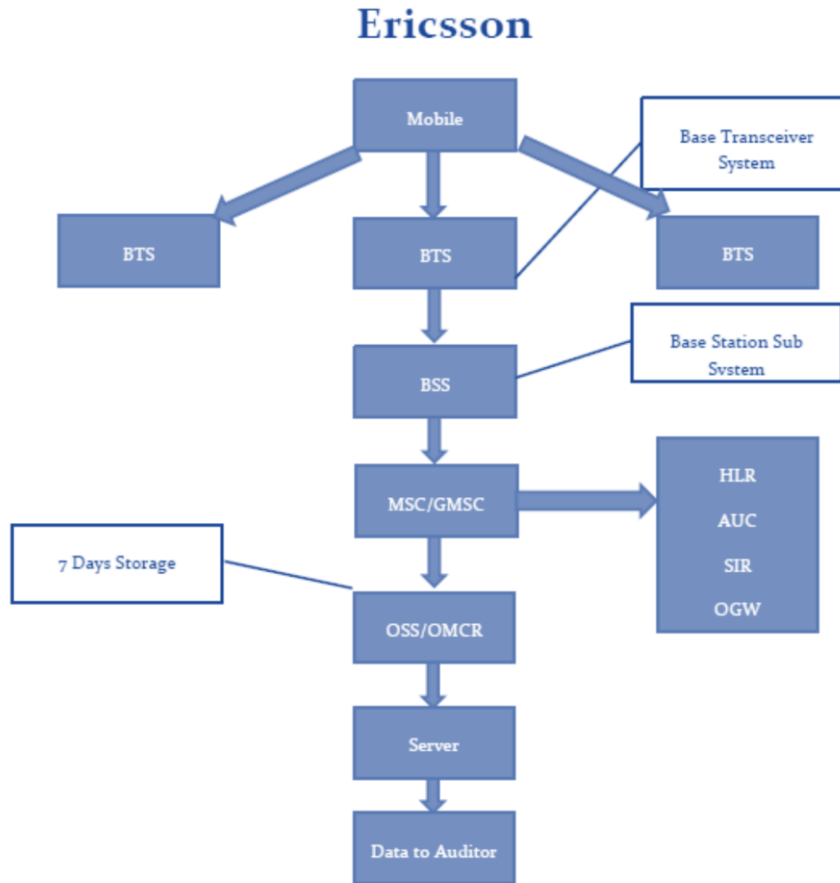 Ericsson
Mobile
Base Transceiver
System
BTS
BTS
BTS
Base Station Sub
System
BSS
HLR
MSC/GMSC
AUC
7 Days Storage
SIR
OGW
OSS/OMCR
Server
Data to Auditor